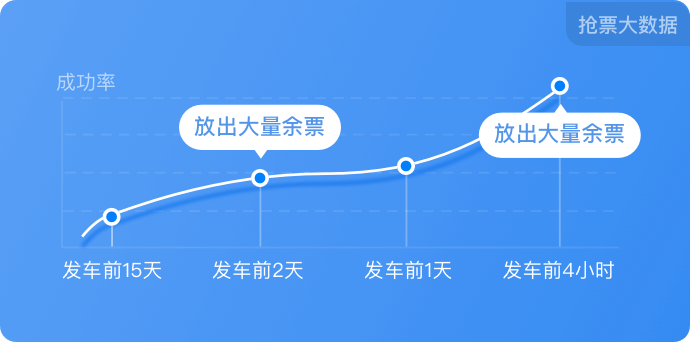 抢票大数据
成功率
放出大量余票
放出大量余票
发车前15天
发车前2天
发车前1天
发车前4小时